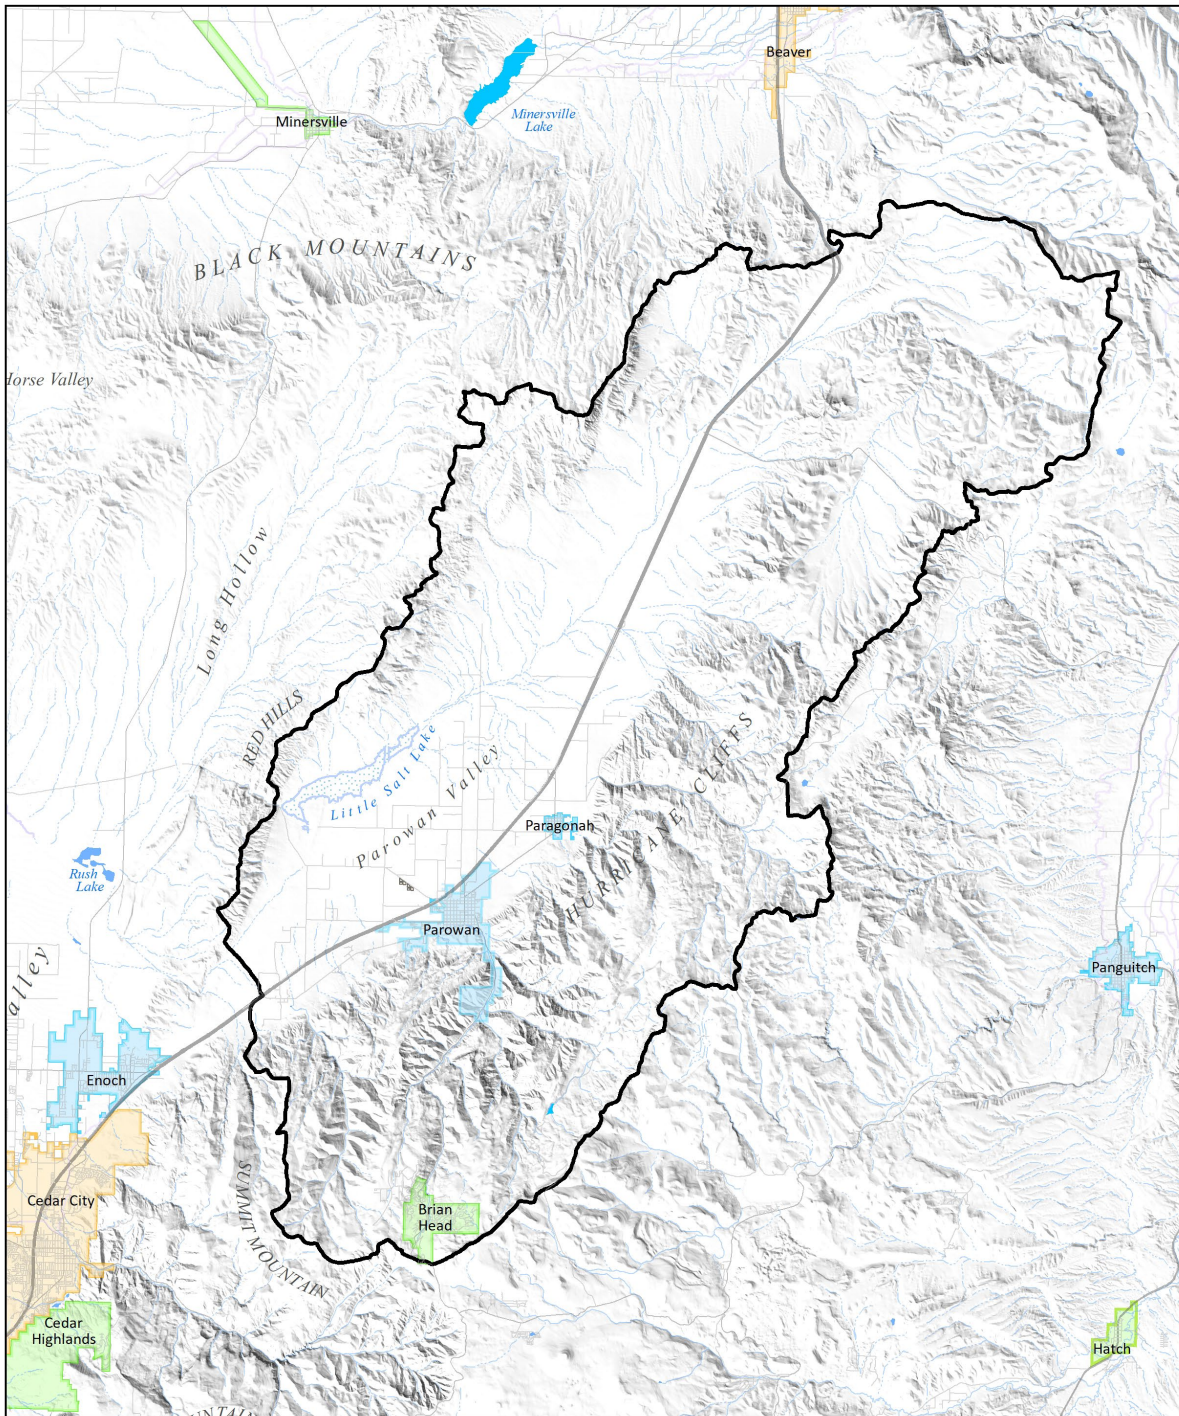 Beaver
Minersville
Minersville
Lake
BLACK MOUNTAINS
Horse Valley
Long Hollow
RED HILLS
Little Salt Lake
Parowan Valley
HURRICANE CLIFFS
Paragonah
Rush
Lake
Parowan
Panguitch
alley
Enoch
Cedar City
SUMMIT MOUNTAIN
Brian
Head
Cedar
Highlands
Hatch
UNTAIN